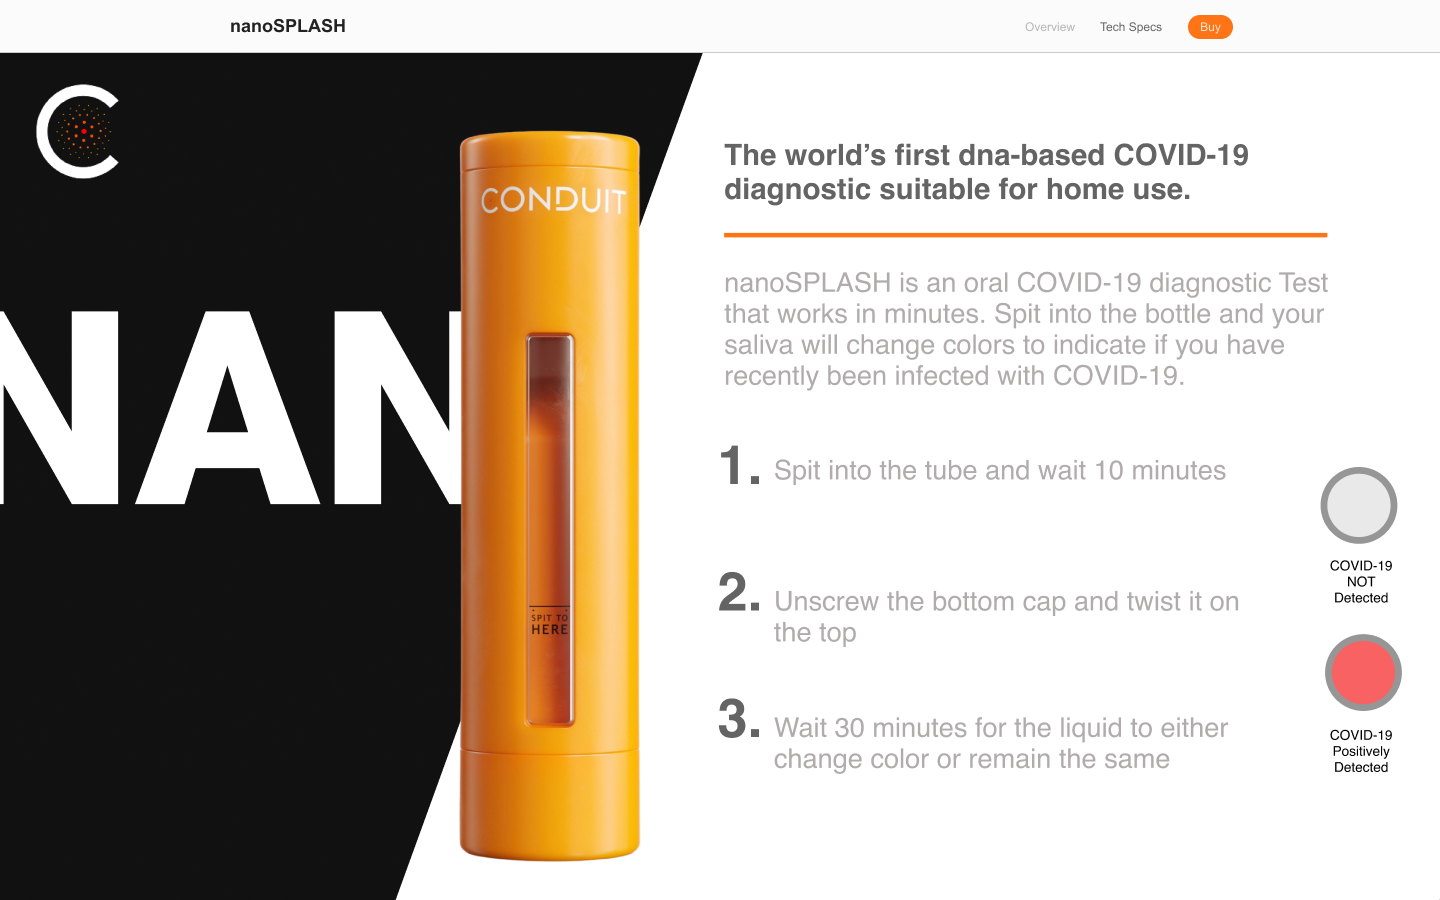 nanoSPLASH
Overview
Tech Specs
Buy
NAN
CONDUIT
SPIT TO
HERE
The world’s first dna-based COVID-19
diagnostic suitable for home use.
nanoSPLASH is an oral COVID-19 diagnostic Test
that works in minutes. Spit into the bottle and your
saliva will change colors to indicate if you have
recently been infected with COVID-19.
1. Spit into the tube and wait 10 minutes
2. Unscrew the bottom cap and twist it on
the top
3. Wait 30 minutes for the liquid to either
change color or remain the same
COVID-19
NOT
Detected
COVID-19
Positively
Detected